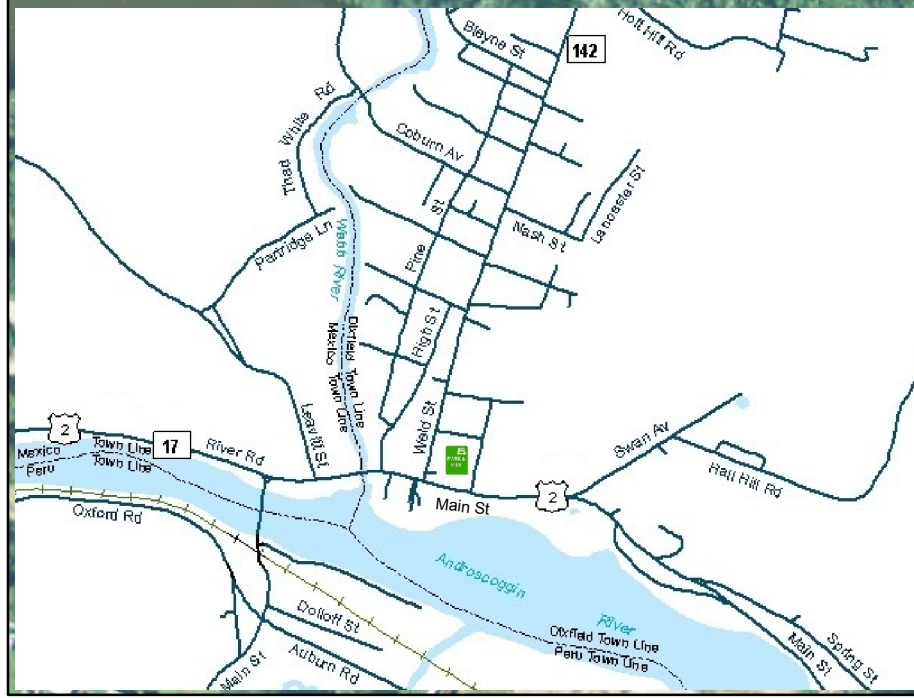 Blayne St
142
Holt Hill Rd
Thad White Rd
Coburn Av
Lancaster St
Nash St
Partridge Ln
Webb River
Pine St
Dixfield Town Line
Mexico Town Line
High St
Weld St
Leavitt St
2
17
River Rd
Mexico Town Line
Peru Town Line
PARK &
RIDE
Swan Av
Hall Hill Rd
Main St
2
Oxford Rd
Androscoggin
River
Dixfield Town Line
Peru Town Line
Dolloff St
Auburn Rd
Main St
Main St
Spring St